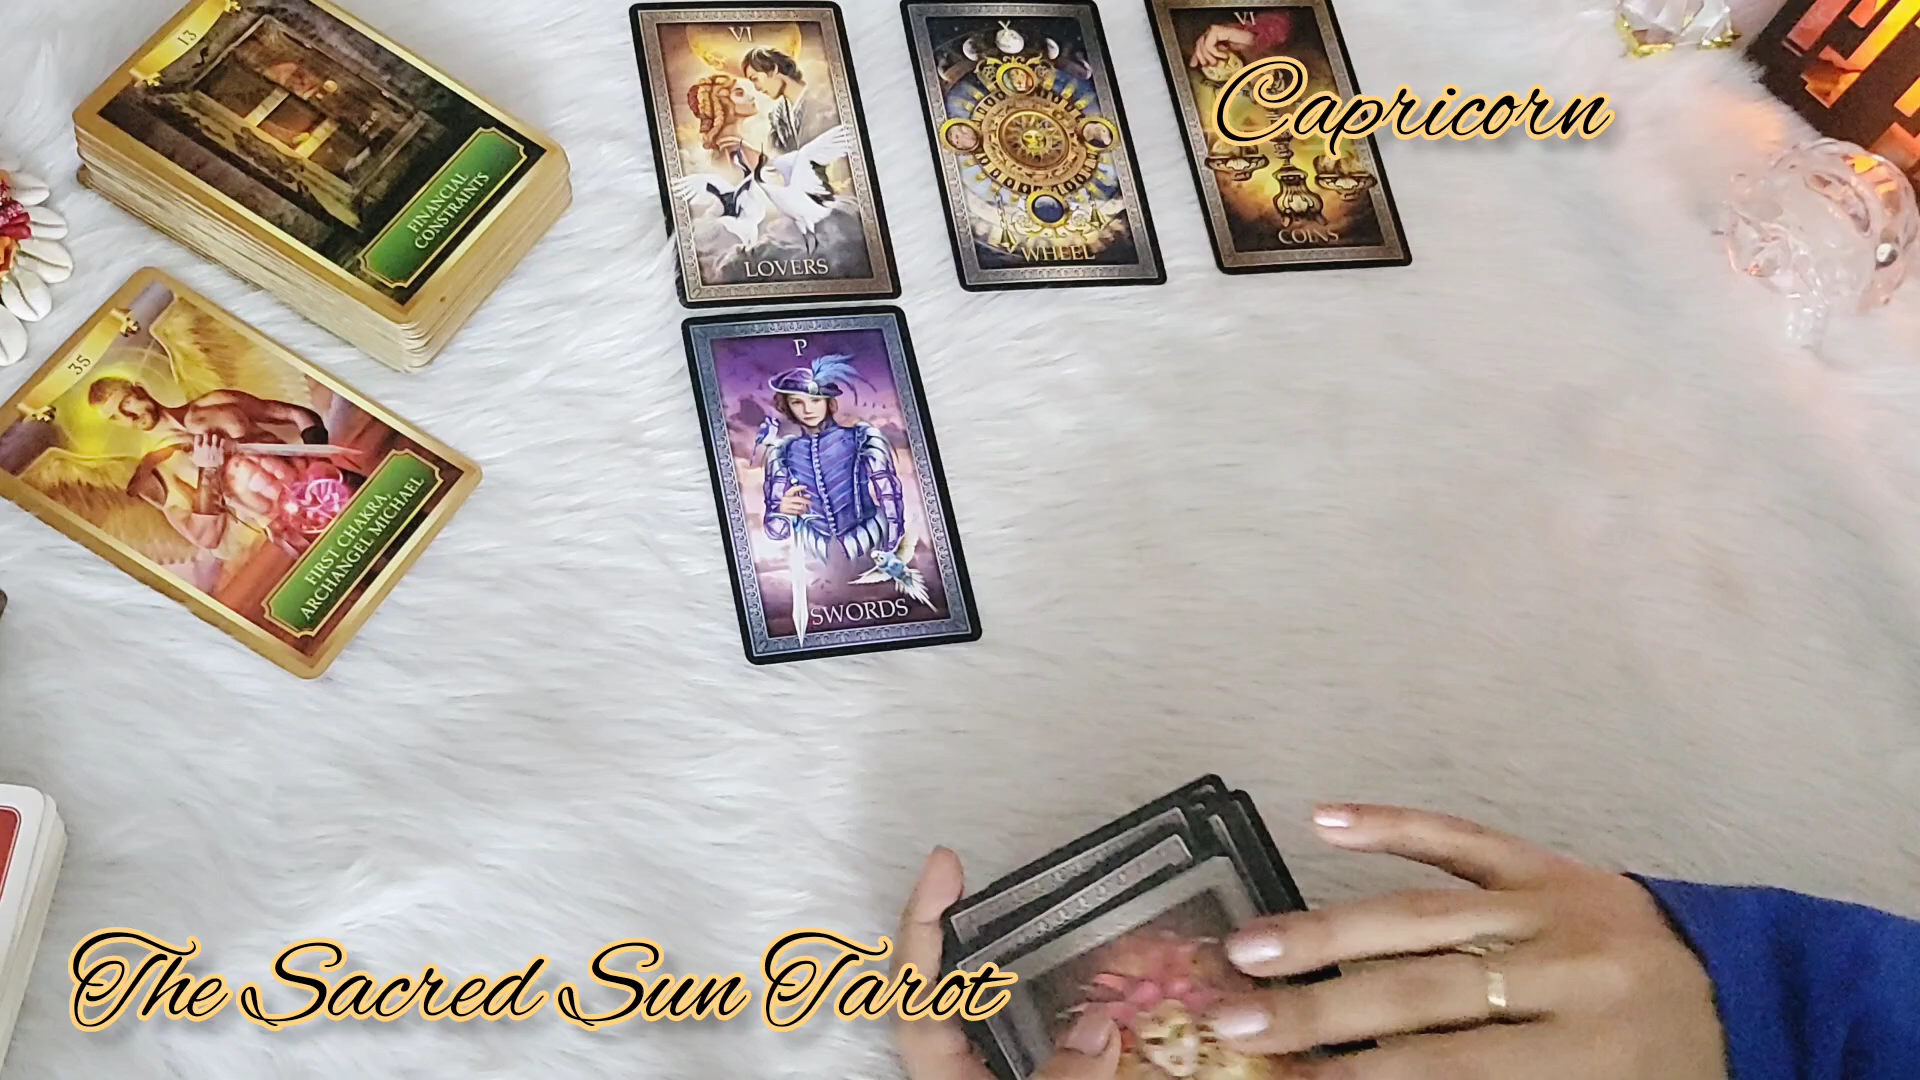 13
FINANCIAL
CONSTRAINTS
VI
LOVERS
X
WHEEL
VI
COINS
Capricorn
35
FIRST CHAKRA,
ARCHANGEL MICHAEL
P
SWORDS
The Sacred Sun Tarot